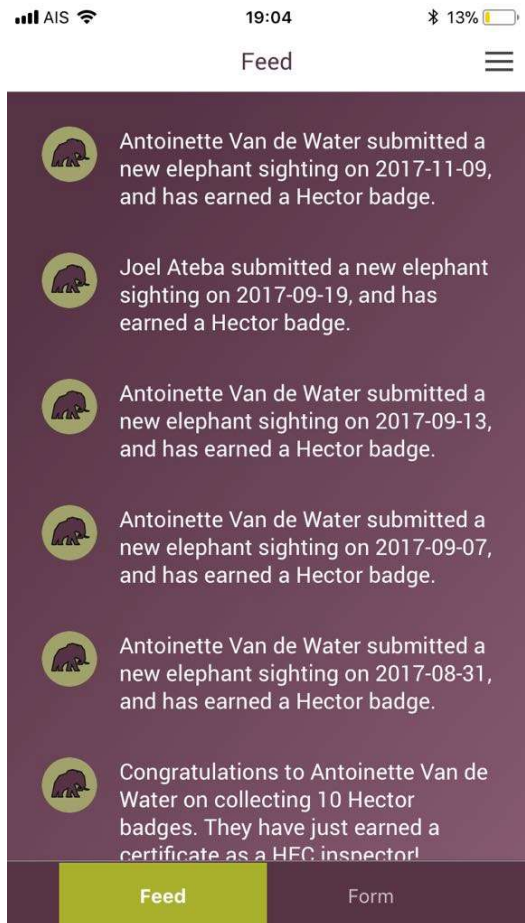 AIS 19:04 13%
Feed
Antoinette Van de Water submitted a
new elephant sighting on 2017-11-09,
and has earned a Hector badge.
Joel Ateba submitted a new elephant
sighting on 2017-09-19, and has
earned a Hector badge.
Antoinette Van de Water submitted a
new elephant sighting on 2017-09-13,
and has earned a Hector badge.
Antoinette Van de Water submitted a
new elephant sighting on 2017-09-07,
and has earned a Hector badge.
Antoinette Van de Water submitted a
new elephant sighting on 2017-08-31,
and has earned a Hector badge.
Congratulations to Antoinette Van de
Water on collecting 10 Hector
badges. They have just earned a
certificate as a HEC inspector!
Feed Form